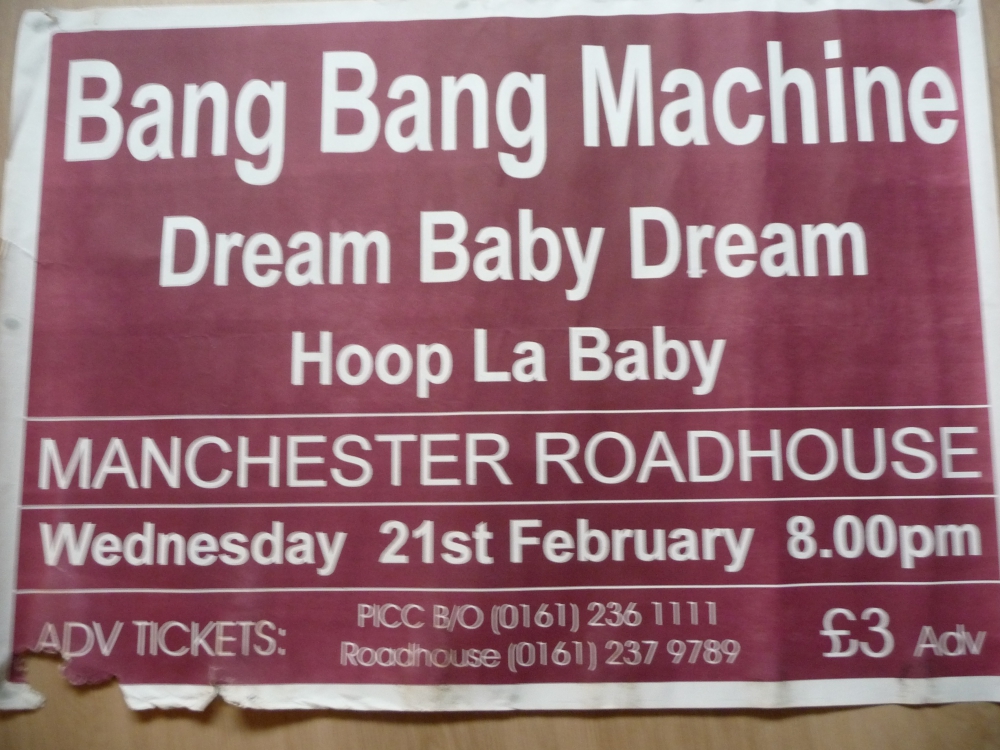 Bang Bang Machine
Dream Baby Dream
Hoop La Baby
MANCHESTER ROADHOUSE
Wednesday 21st February 8.00pm
ADV TICKETS:
PICC B/O (0161) 236 1111
Roadhouse (0161) 237 9789
£3 Adv